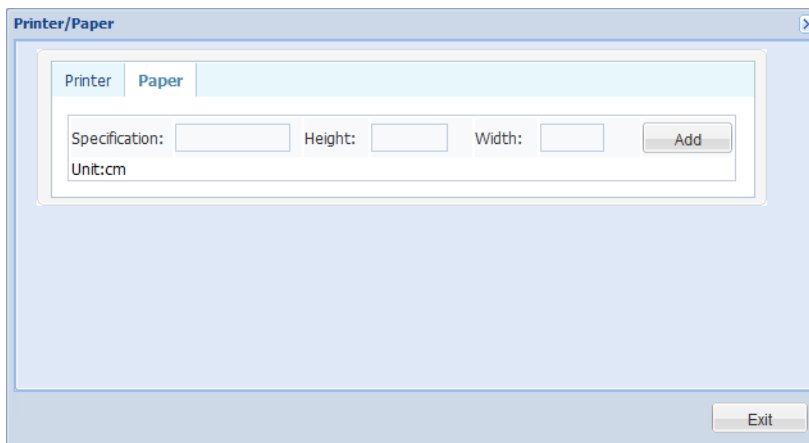 Printer/Paper
Printer Paper
Specification: Height: Width: Add
Unit:cm
Exit